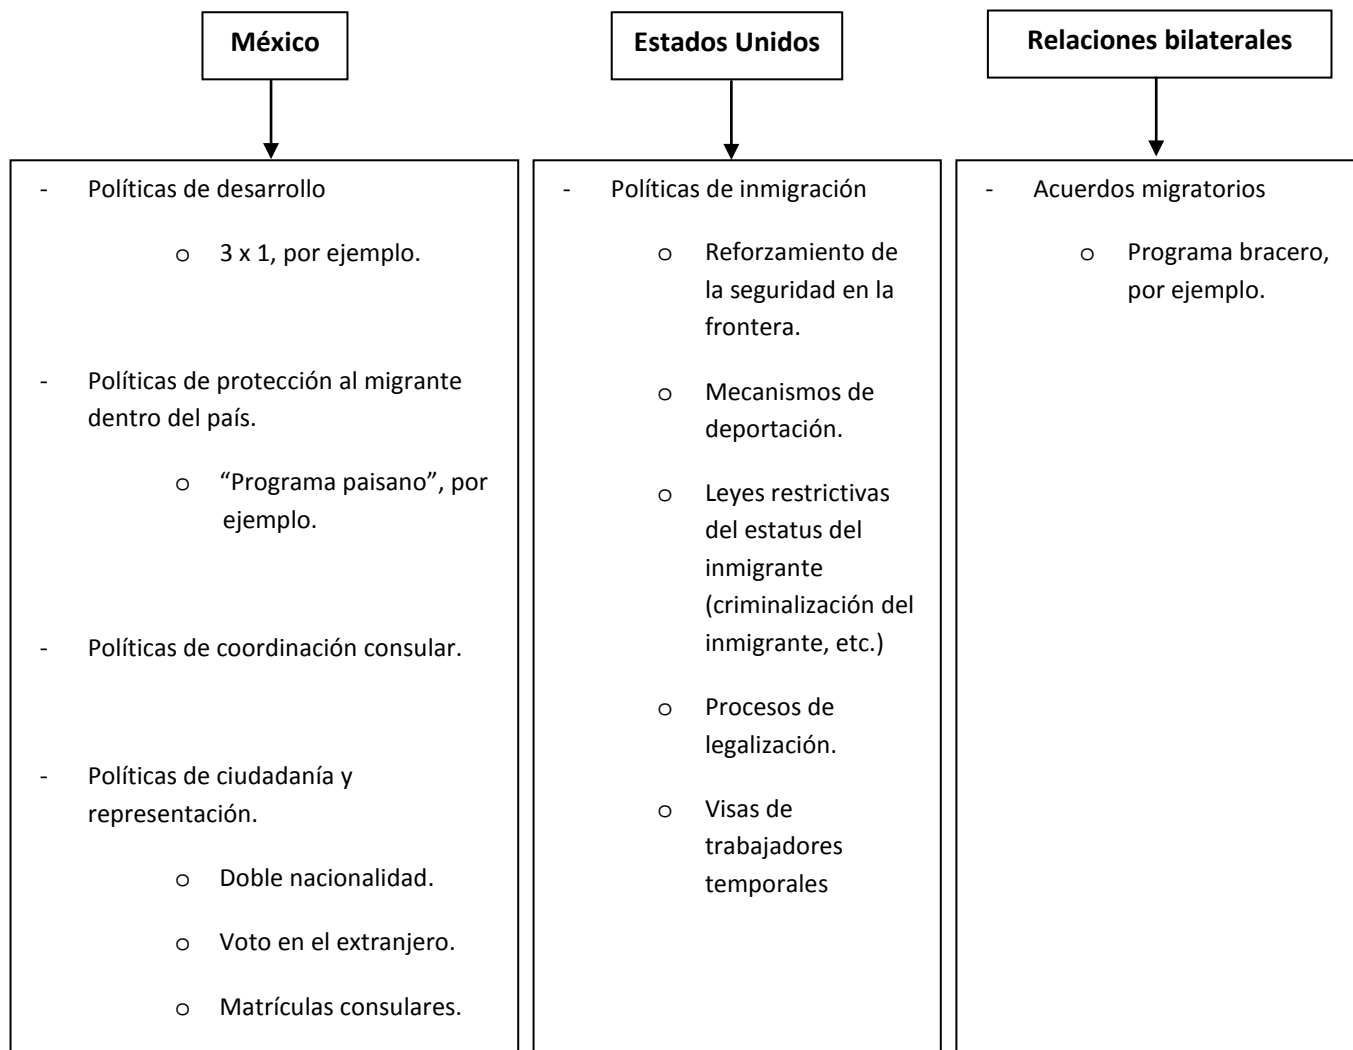 México
- Políticas de desarrollo
o 3 x 1, por ejemplo.
- Políticas de protección al migrante
dentro del país.
o “Programa paisano”, por
ejemplo.
- Políticas de coordinación consular.
- Políticas de ciudadanía y
representación.
o Doble nacionalidad.
o Voto en el extranjero.
o Matrículas consulares.
Estados Unidos
- Políticas de inmigración
o Reforzamiento de
la seguridad en la
frontera.
o Mecanismos de
deportación.
o Leyes restrictivas
del estatus del
inmigrante
(criminalización del
inmigrante, etc.)
o Procesos de
legalización.
o Visas de
trabajadores
temporales
Relaciones bilaterales
- Acuerdos migratorios
o Programa bracero,
por ejemplo.